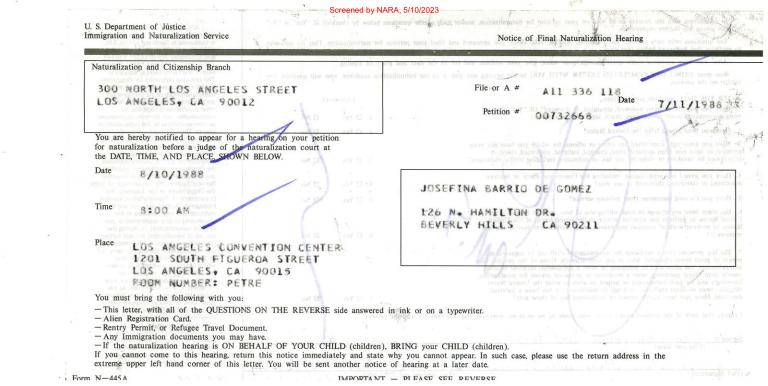 Screened by NARA, 5/10/2023
U. S. Department of Justice
Immigration and Naturalization Service
Notice of Final Naturalization Hearing
Naturalization and Citizenship Branch
300 NORTH LOS ANGELES STREET
LOS ANGELES, CA 90012
File or A # A11 336 118
Date 7/11/1988
Petition # 00732668
You are hereby notified to appear for a hearing on your petition
for naturalization before a judge of the naturalization court at
the DATE, TIME, AND PLACE, SHOWN BELOW.
Date 8/10/1988
Time 8:00 AM
Place LOS ANGELES CONVENTION CENTER
1201 SOUTH FIGUEROA STREET
LOS ANGELES, CA 90015
ROOM NUMBER: PETRE
JOSEFINA BARRIO DE GOMEZ
126 N. HAMILTON DR.
BEVERLY HILLS CA 90211
You must bring the following with you:
— This letter, with all of the QUESTIONS ON THE REVERSE side answered in ink or on a typewriter.
— Alien Registration Card.
— Rentry Permit, or Refugee Travel Document.
— Any Immigration documents you may have.
— If the naturalization hearing is ON BEHALF OF YOUR CHILD (children), BRING your CHILD (children).
If you cannot come to this hearing, return this notice immediately and state why you cannot appear. In such case, please use the return address in the
extreme upper left hand corner of this letter. You will be sent another notice of hearing at a later date.
Form N—445A
IMPORTANT — PLEASE SEE REVERSE